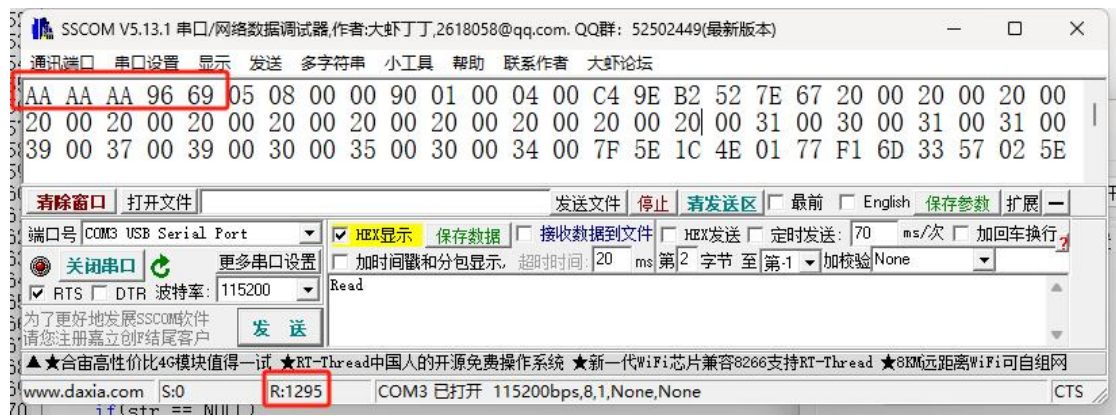 SSCOM V5.13.1 串口/网络数据调试器,作者:大虾丁丁,2618058@qq.com. QQ群: 52502449(最新版本)
通讯端口 串口设置 显示 发送 多字符串 小工具 帮助 联系作者 大虾论坛
AA AA AA 96 69 05 08 00 00 90 01 00 04 00 C4 9E B2 52 7E 67 20 00 20 00 20 00
20 00 20 00 20 00 20 00 20 00 20 00 20 00 20 00 20 00 31 00 30 00 31 00 31 00
39 00 37 00 39 00 30 00 35 00 30 00 34 00 7F 5E 1C 4E 01 77 F1 6D 33 57 02 5E
清除窗口 打开文件 发送文件 停止 清发送区 最前 English 保存参数 扩展 —
端口号 COM3 USB Serial Port HEX显示 保存数据 接收数据到文件 HEX发送 定时发送: 70 ms/次 加回车换行
关闭串口 更多串口设置 加时间戳和分包显示, 超时时间: 20 ms 第2 字节 至 第-1 加校验None
RTS DTR 波特率: 115200
Read
为了更好地发展SSCOM软件
请您注册嘉立创F结尾客户
发 送
▲★合宙高性价比4G模块值得一试 ★RT-Thread中国人的开源免费操作系统 ★新一代WiFi芯片兼容8266支持RT-Thread ★8KM远距离WiFi可自组网
www.daxia.com S:0 R:1295 COM3 已打开 115200bps,8,1,None,None CTS
if(str == NULL)